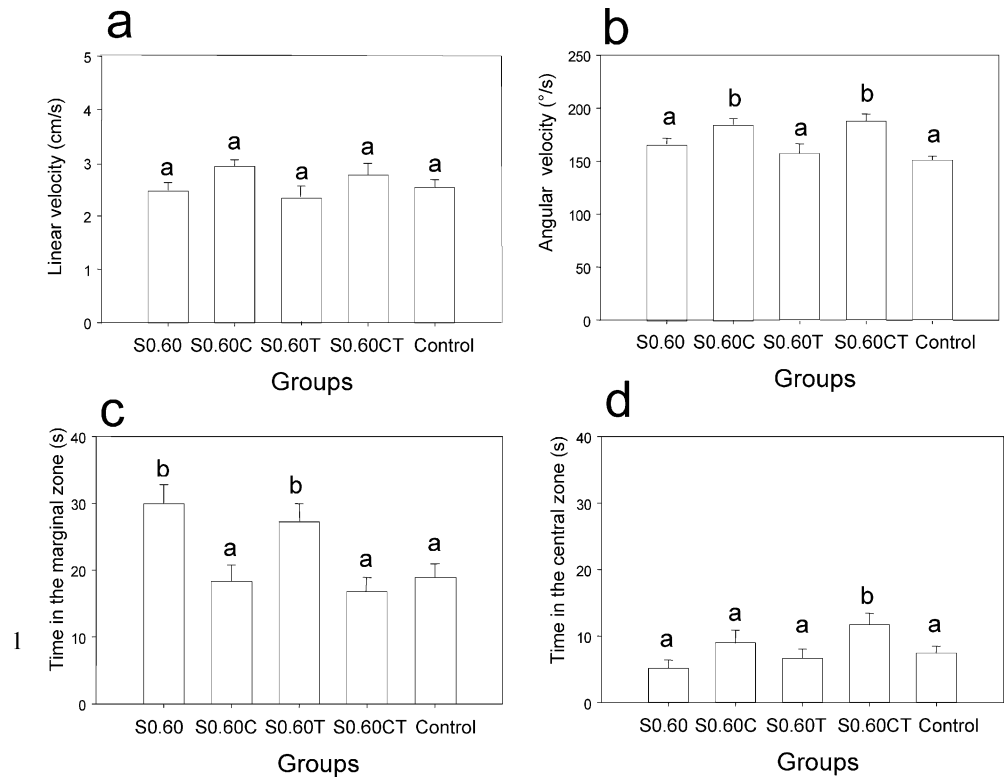 a
5
4
3
2
1
0
Linear velocity (cm/s)
a a a a a
S0.60 S0.60C S0.60T S0.60CT Control
Groups
b
250
200
150
100
50
0
Angular velocity (°/s)
a b a b a
S0.60 S0.60C S0.60T S0.60CT Control
Groups
c
40
30
20
10
0
Time in the marginal zone (s)
b a b a a
S0.60 S0.60C S0.60T S0.60CT Control
Groups
d
40
30
20
10
0
Time in the central zone (s)
a a a b a
S0.60 S0.60C S0.60T S0.60CT Control
Groups